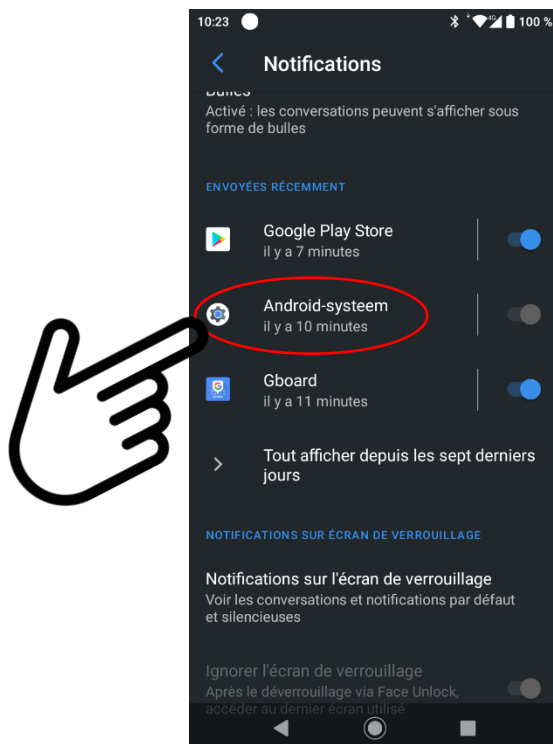 10:23
4G
100 %
Notifications
Bulles
Activé : les conversations peuvent s'afficher sous
forme de bulles
ENVOYÉES RÉCEMMENT
Google Play Store
il y a 7 minutes
Android-systeem
il y a 10 minutes
Gboard
il y a 11 minutes
Tout afficher depuis les sept derniers
jours
NOTIFICATIONS SUR ÉCRAN DE VERROUILLAGE
Notifications sur l'écran de verrouillage
Voir les conversations et notifications par défaut
et silencieuses
Ignorer l'écran de verrouillage
Après le déverrouillage via Face Unlock,
accéder au dernier écran utilisé